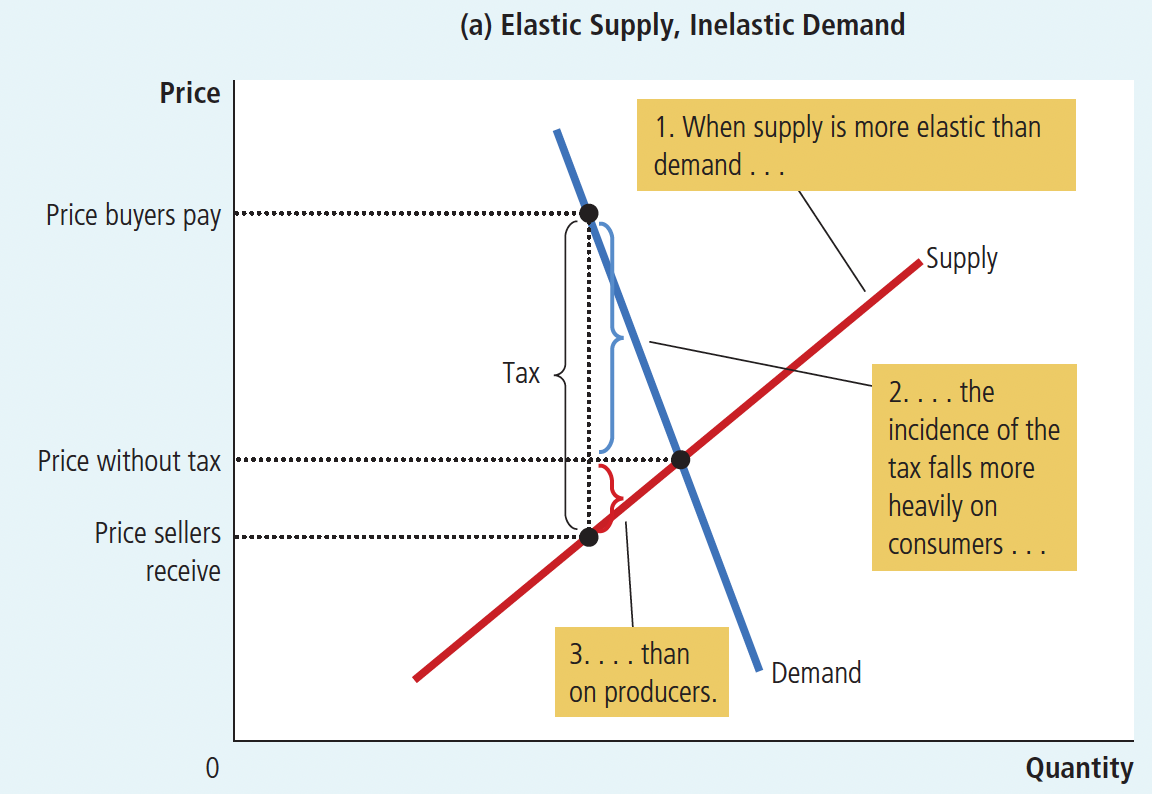 (a) Elastic Supply, Inelastic Demand
Price
1. When supply is more elastic than
demand . . .
Price buyers pay
Supply
Tax
2. . . . the
incidence of the
tax falls more
heavily on
consumers . . .
Price without tax
Price sellers
receive
3. . . . than
on producers.
Demand
0
Quantity